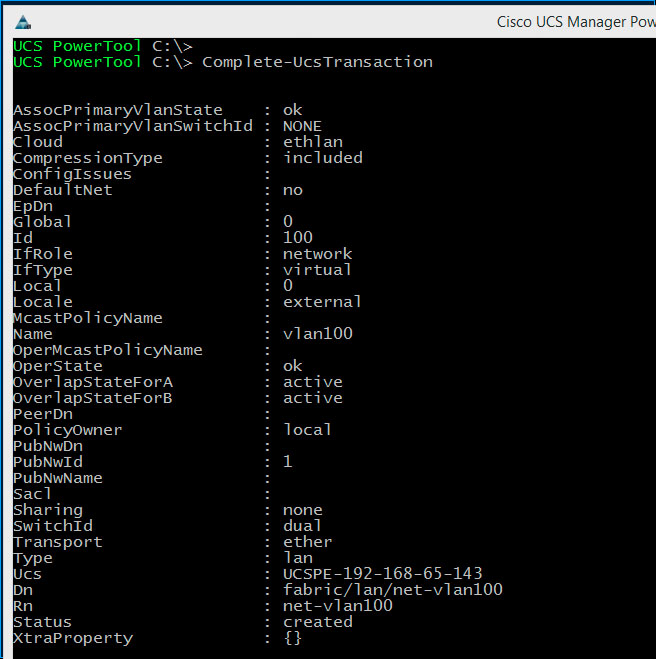 Cisco UCS Manager Pow
UCS PowerTool C:\>
UCS PowerTool C:\> Complete-UcsTransaction
AssocPrimaryVlanState : ok
AssocPrimaryVlanSwitchId : NONE
Cloud : ethlan
CompressionType : included
ConfigIssues :
DefaultNet : no
EpDn :
Global : 0
Id : 100
IfRole : network
IfType : virtual
Local : 0
Locale : external
McastPolicyName :
Name : vlan100
OperMcastPolicyName :
OperState : ok
OverlapStateForA : active
OverlapStateForB : active
PeerDn :
PolicyOwner : local
PubNwDn :
PubNwId : 1
PubNwName :
Sacl :
Sharing : none
SwitchId : dual
Transport : ether
Type : lan
Ucs : UCSPE-192-168-65-143
Dn : fabric/lan/net-vlan100
Rn : net-vlan100
Status : created
XtraProperty : {}